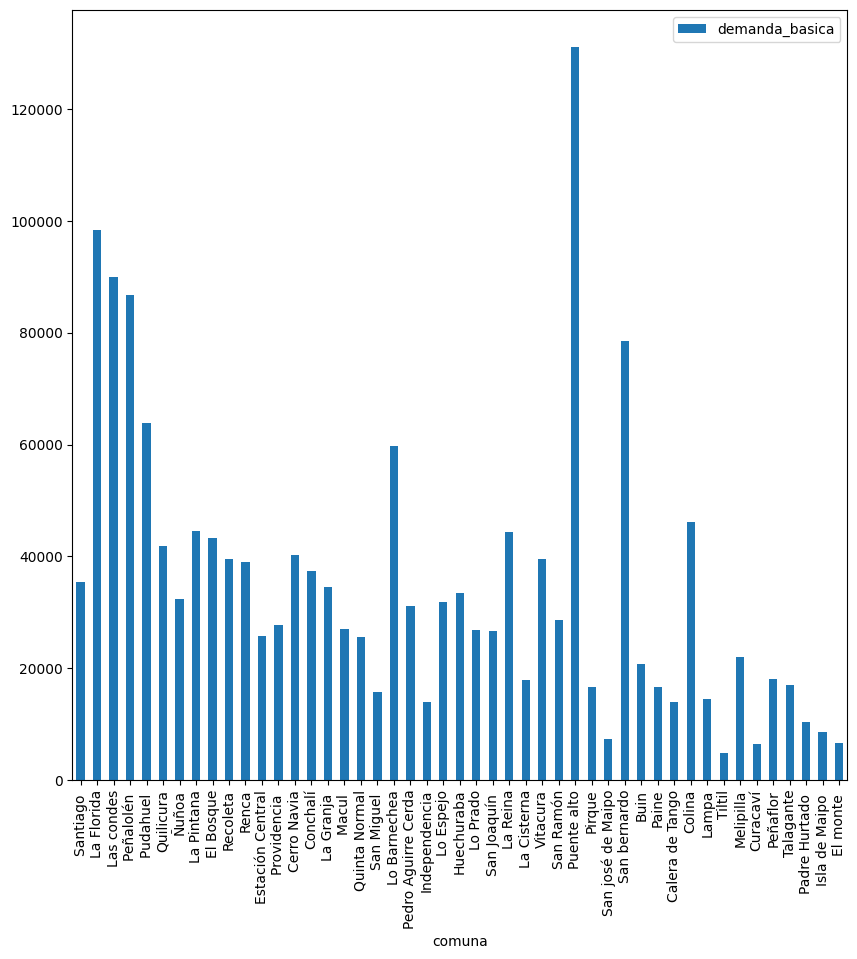 demanda_basica
120000
100000
80000
60000
40000
20000
0
Santiago
La Florida
Las condes
Peñalolén
Pudahuel
Quilicura
Ñuñoa
La Pintana
El Bosque
Recoleta
Renca
Estación Central
Providencia
Cerro Navia
Conchalí
La Granja
Macul
Quinta Normal
San Miguel
Lo Barnechea
Pedro Aguirre Cerda
Independencia
Lo Espejo
Huechuraba
Lo Prado
San Joaquín
La Reina
La Cisterna
Vitacura
San Ramón
Puente alto
Pirque
San josé de Maipo
San bernardo
Buin
Paine
Calera de Tango
Colina
Lampa
Tiltil
Melipilla
Curacaví
Peñaflor
Talagante
Padre Hurtado
Isla de Maipo
El monte
comuna